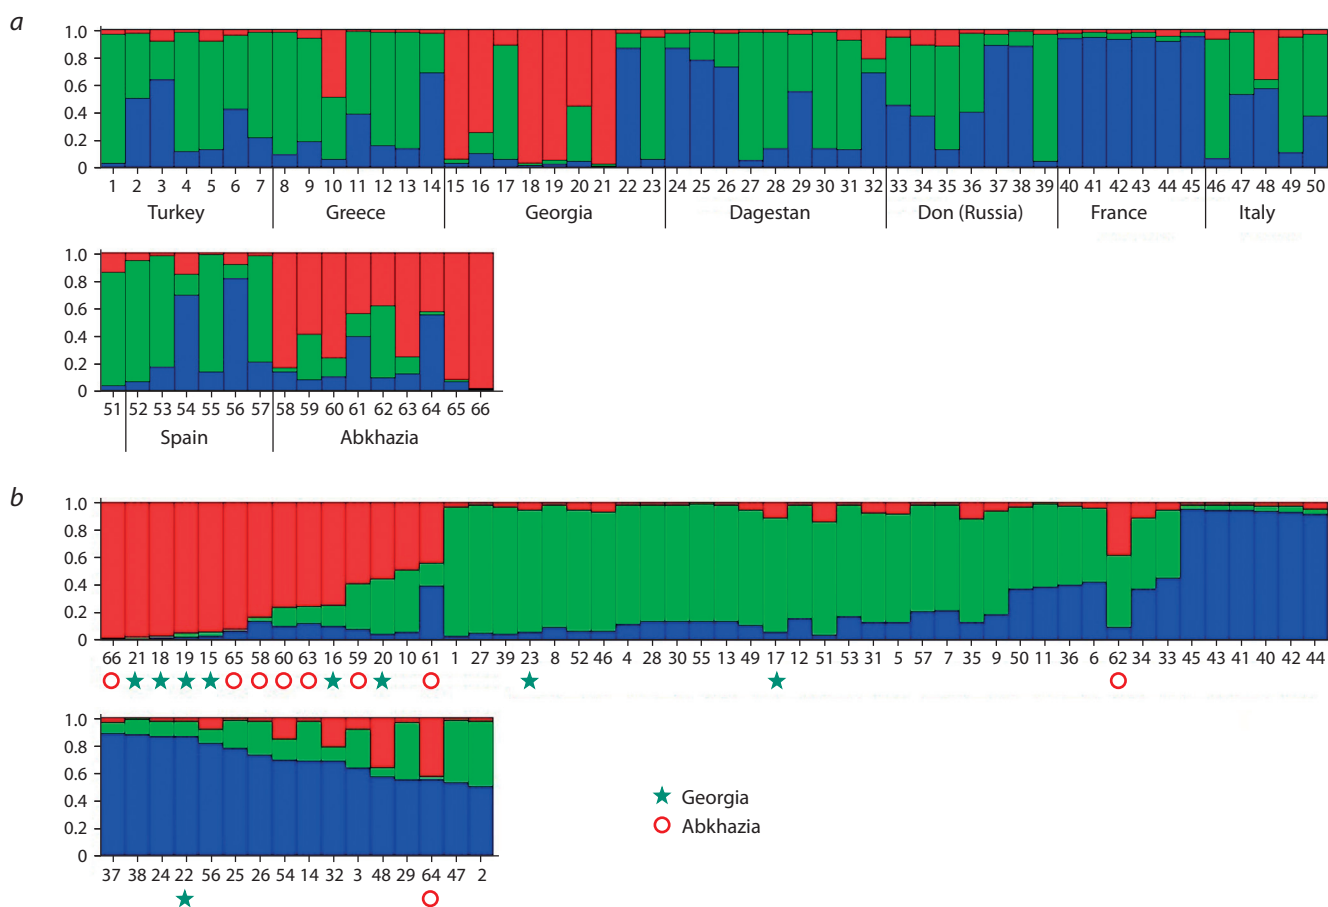 a
1.0
0.8
0.6
0.4
0.2
0
1 2 3 4 5 6 7 8 9 10 11 12 13 14 15 16 17 18 19 20 21 22 23 24 25 26 27 28 29 30 31 32 33 34 35 36 37 38 39 40 41 42 43 44 45 46 47 48 49 50
Turkey Greece Georgia Dagestan Don (Russia) France Italy
1.0
0.8
0.6
0.4
0.2
0
51 52 53 54 55 56 57 58 59 60 61 62 63 64 65 66
Spain Abkhazia
b
1.0
0.8
0.6
0.4
0.2
0
66 21 18 19 15 65 58 60 63 16 59 20 10 61 1 27 39 23 8 52 46 4 28 30 55 13 49 17 12 51 53 31 5 57 7 35 9 50 11 36 6 62 34 33 45 43 41 40 42 44
1.0
0.8
0.6
0.4
0.2
0
37 38 24 22 56 25 26 54 14 32 3 48 29 64 47 2
Georgia
Abkhazia